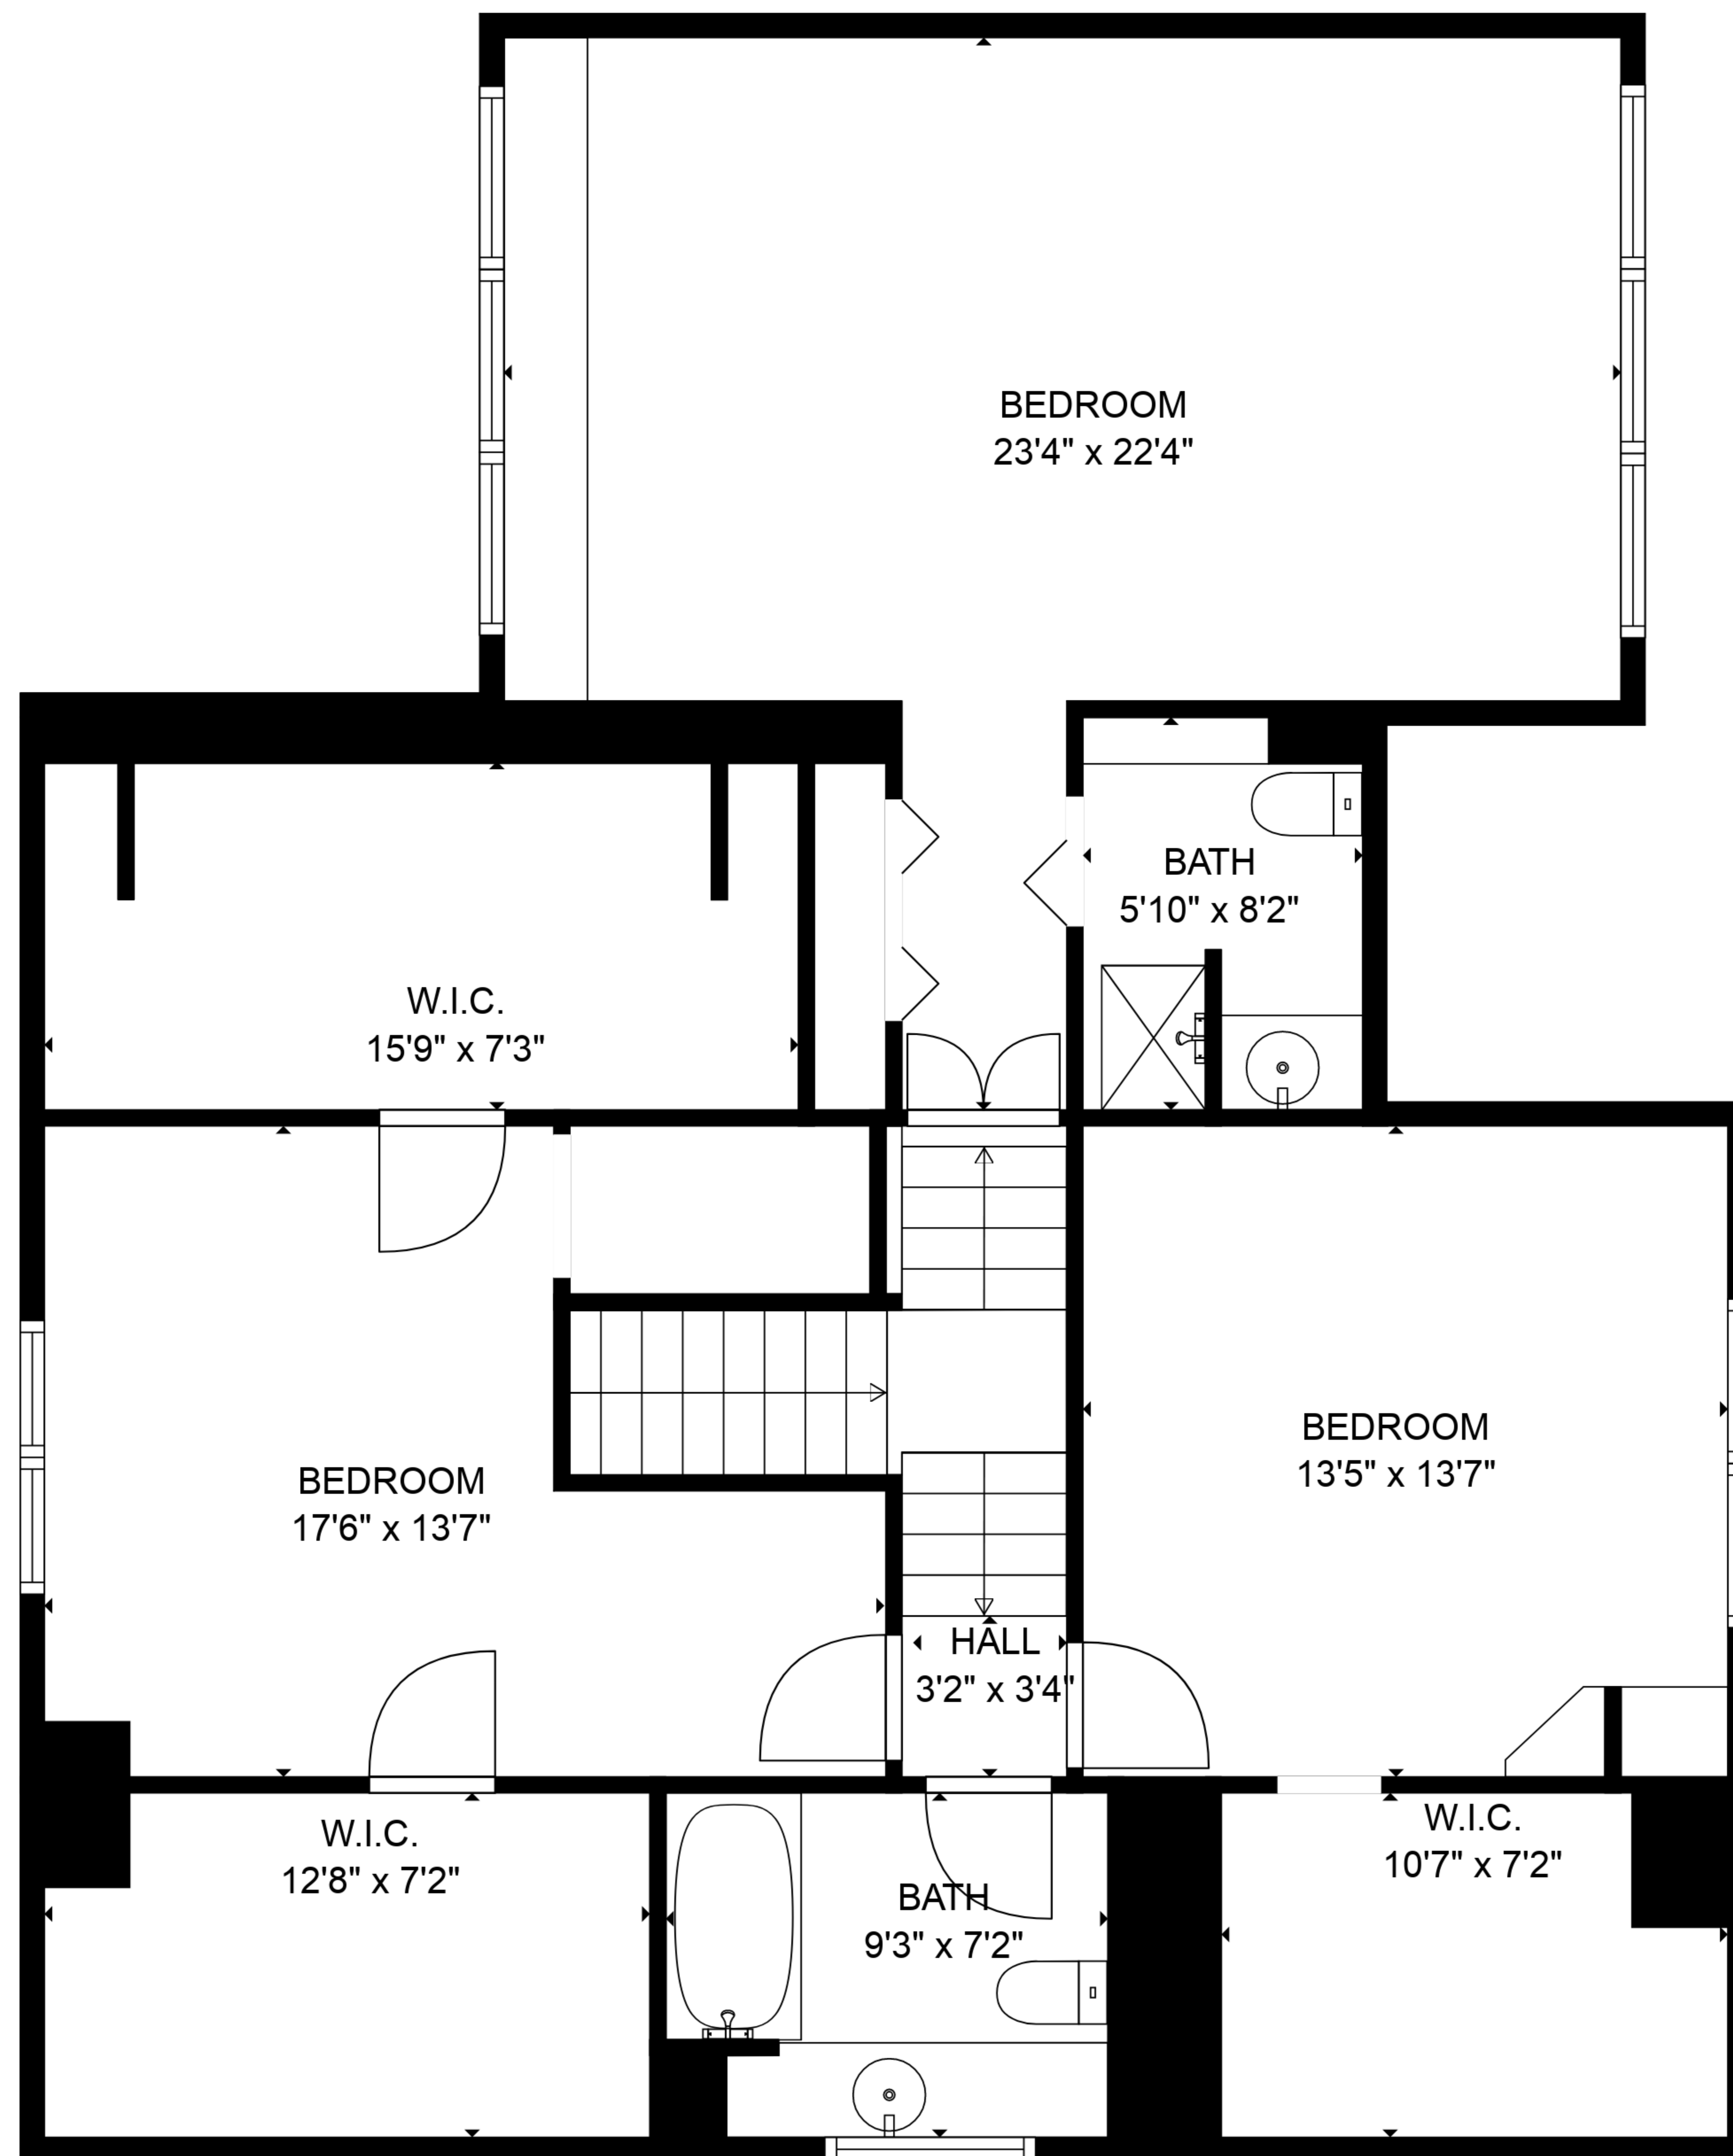 BEDROOM
23'4" x 22'4"
BATH
5'10" x 8'2"
W.I.C.
15'9" x 7'3"
BEDROOM
13'5" x 13'7"
BEDROOM
17'6" x 13'7"
HALL
3'2" x 3'4"
W.I.C.
12'8" x 7'2"
W.I.C.
10'7" x 7'2"
BATH
9'3" x 7'2"